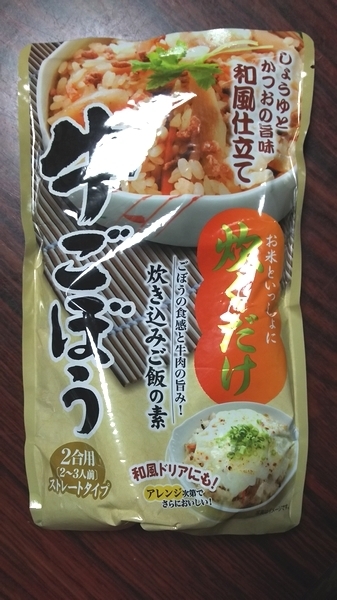 しょうゆと
かつおの旨味
和風仕立て
牛ごぼう
お米といっしょに
炊くだけ
ごぼうの食感と牛肉の旨み！
炊き込みご飯の素
2合用
(2〜3人前)
ストレートタイプ
和風ドリアにも！
アレンジ次第で
さらにおいしい！